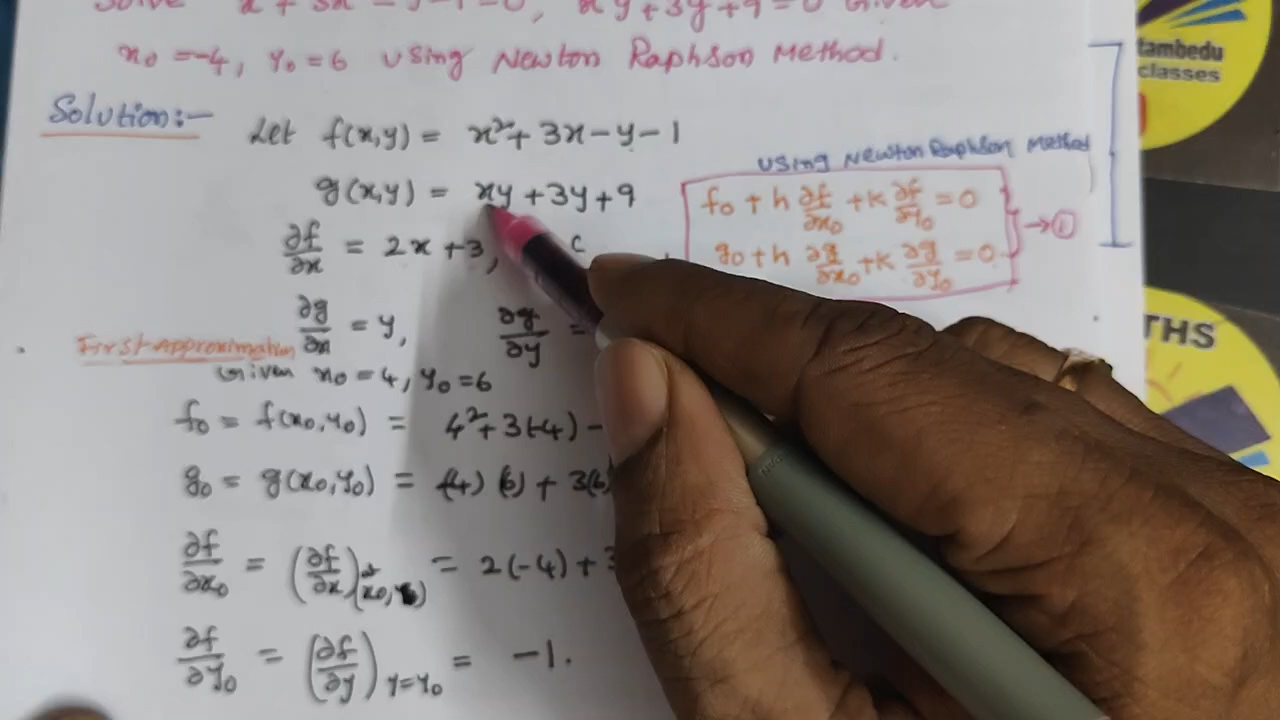 x0 = -4, y0 = 6 using Newton Raphson Method.
Solution:-
Let f(x,y) = x²+ 3x - y - 1
g(x,y) = xy + 3y + 9
∂f/∂x = 2x + 3,
∂g/∂x = y, ∂g/∂y =
First Approximation
Given x0 = 4, y0 = 6
f0 = f(x0, y0) = 4²+ 3(-4) -
g0 = g(x0, y0) = (4) (6) + 3(6)
∂f/∂x0 = (∂f/∂x) = 2(-4) + 3
∂f/∂y0 = (∂f/∂y) y=y0 = -1.
using Newton Raphson Method
f0 + h ∂f/∂x0 + k ∂f/∂y0 = 0
g0 + h ∂g/∂x0 + k ∂g/∂y0 = 0
→ ①
tambedu
classes
THS